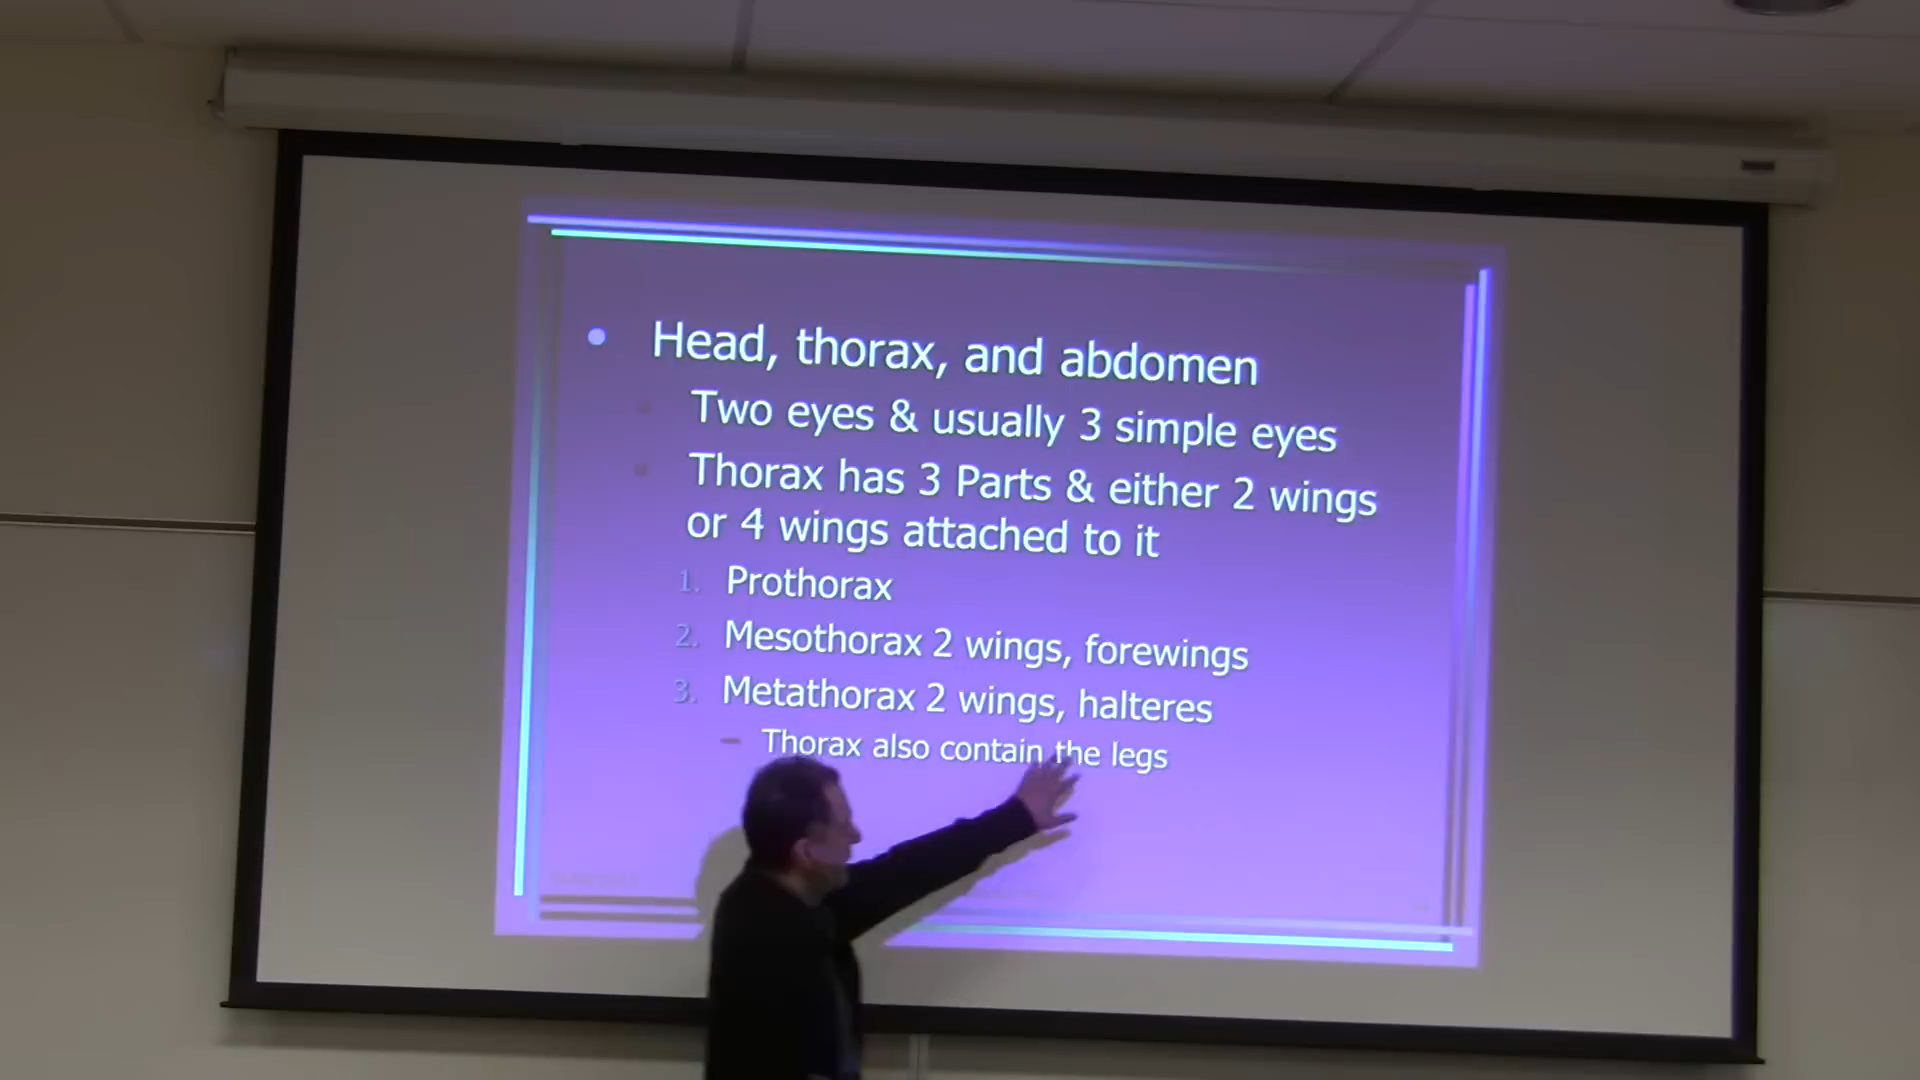 Head, thorax, and abdomen
Two eyes & usually 3 simple eyes
Thorax has 3 Parts & either 2 wings
or 4 wings attached to it
1. Prothorax
2. Mesothorax 2 wings, forewings
3. Metathorax 2 wings, halteres
Thorax also contain the legs